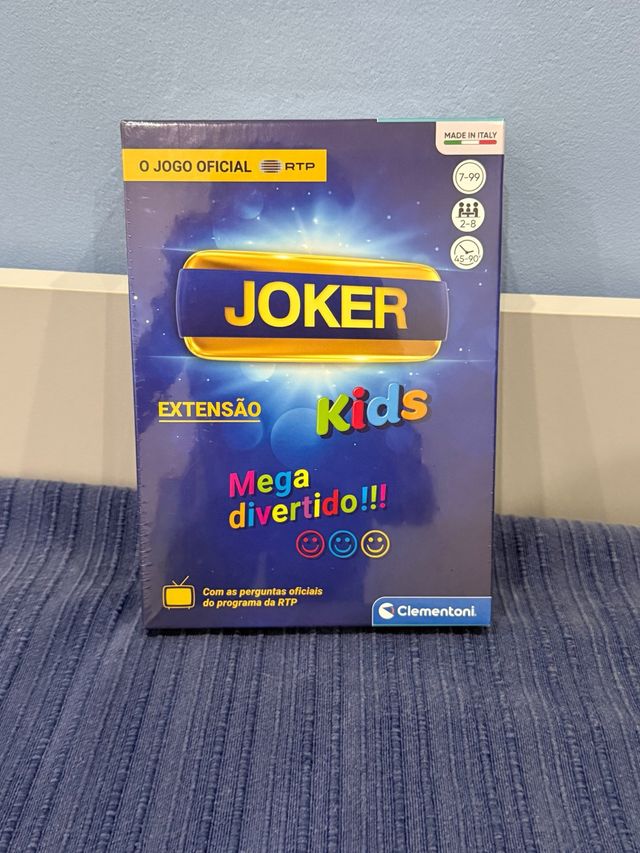 MADE IN ITALY
O JOGO OFICIAL RTP
7-99
2-8
45-90'
JOKER
EXTENSÃO
Kids
Mega
divertido!!!
Com as perguntas oficiais
do programa da RTP
Clementoni